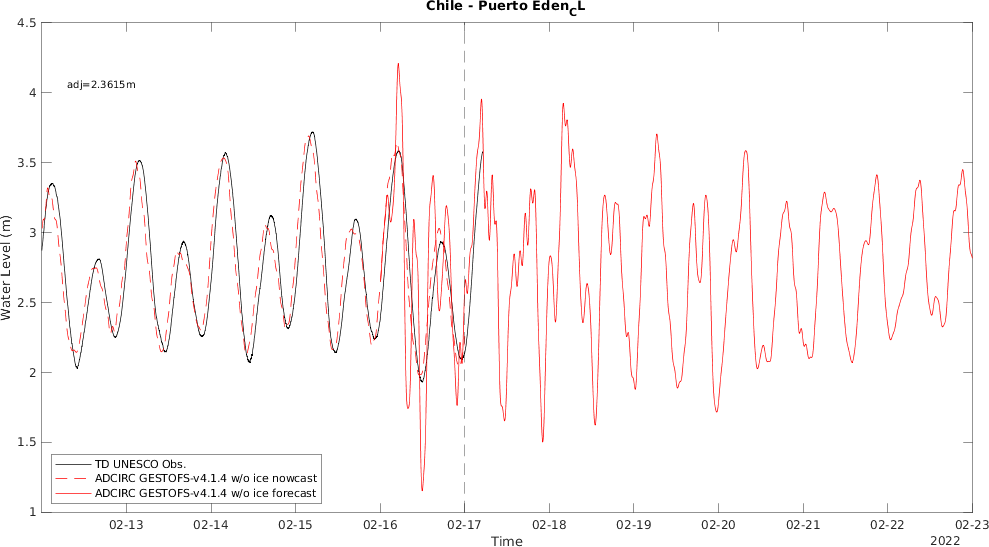 Chile - Puerto Eden_CL
4.5
4
3.5
3
2.5
2
1.5
1
Water Level (m)
adj=2.3615m
TD UNESCO Obs.
ADCIRC GESTOFS-v4.1.4 w/o ice nowcast
ADCIRC GESTOFS-v4.1.4 w/o ice forecast
02-13 02-14 02-15 02-16 02-17 02-18 02-19 02-20 02-21 02-22 02-23
Time
2022